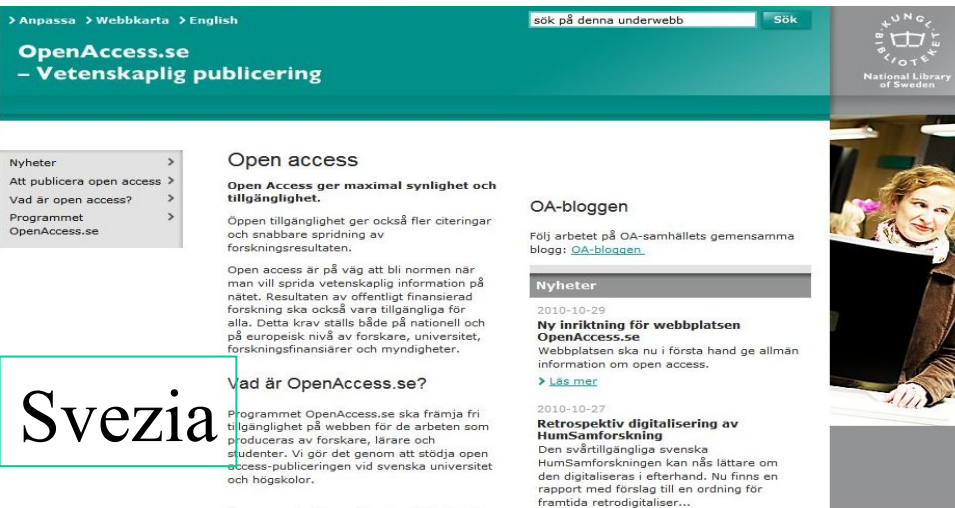 > Anpassa > Webbkarta > English
sök på denna underwebb
Sök
OpenAccess.se
– Vetenskaplig publicering
KUNGL.
BIBLIOTEKET
National Library
of Sweden
Nyheter >
Att publicera open access >
Vad är open access? >
Programmet >
OpenAccess.se
Open access
Open Access ger maximal synlighet och
tillgänglighet.
Öppen tillgänglighet ger också fler citeringar
och snabbare spridning av
forskningsresultaten.
Open access är på väg att bli normen när
man vill sprida vetenskaplig information på
nätet. Resultaten av offentligt finansierad
forskning ska också vara tillgängliga för
alla. Detta krav ställs både på nationell och
på europeisk nivå av forskare, universitet,
forskningsfinansiärer och myndigheter.
Vad är OpenAccess.se?
Programmet OpenAccess.se ska främja fri
tillgänglighet på webben för de arbeten som
produceras av forskare, lärare och
studenter. Vi gör det genom att stödja open
access-publiceringen vid svenska universitet
och högskolor.
OA-bloggen
Följ arbetet på OA-samhällets gemensamma
blogg: OA-bloggen
Nyheter
2010-10-29
Ny inriktning för webbplatsen
OpenAccess.se
Webbplatsen ska nu i första hand ge allmän
information om open access.
> Läs mer
2010-10-27
Retrospektiv digitalisering av
HumSamforskning
Den svårtillgängliga svenska
HumSamforskningen kan nås lättare om
den digitaliseras i efterhand. Nu finns en
rapport med förslag till en ordning för
framtida retrodigitaliser...
Svezia